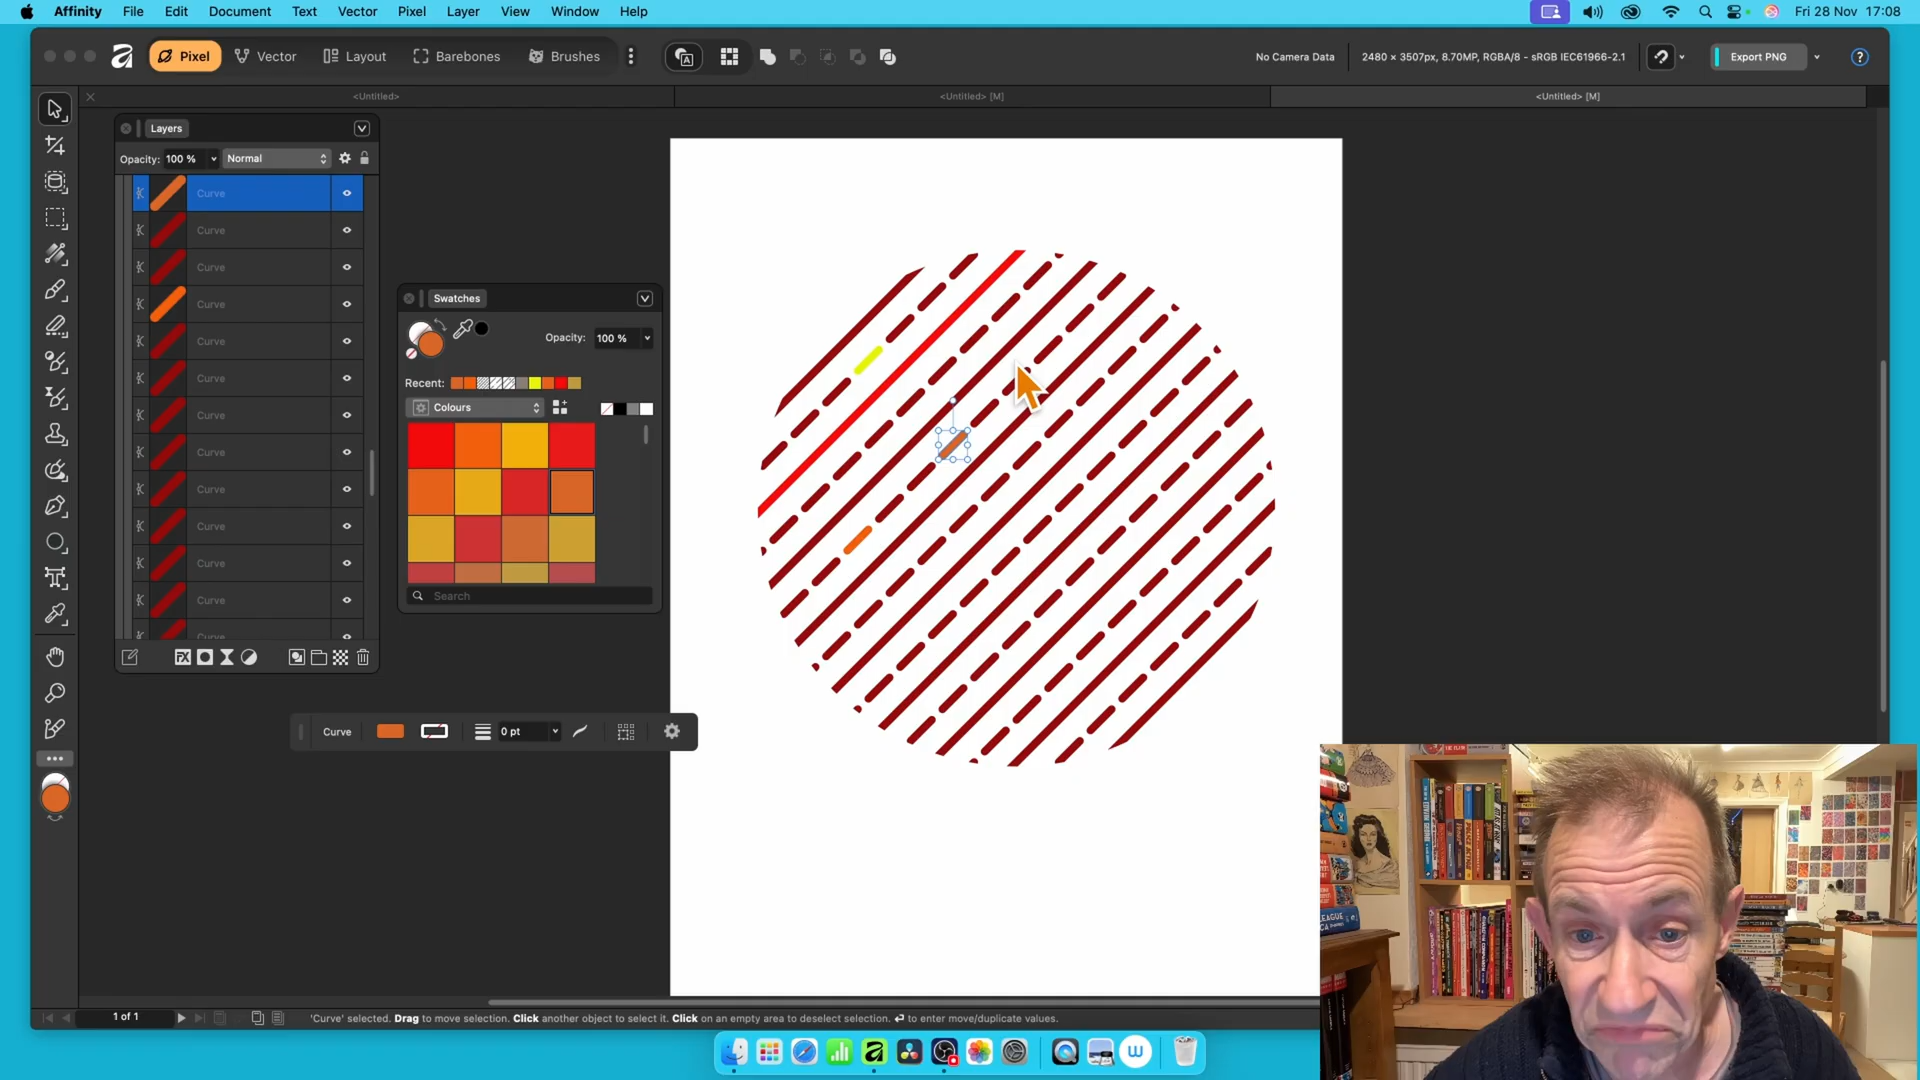 Affinity File Edit Document Text Vector Pixel Layer View Window Help Fri 28 Nov 17:08
Pixel Vector Layout Barebones Brushes No Camera Data 2480 × 3507px, 8.70MP, RGBA/8 - sRGB IEC61966-2.1 Export PNG
<Untitled> <Untitled> [M] <Untitled> [M]
Layers
Opacity: 100 % Normal
Curve
Curve
Curve
Curve
Curve
Curve
Curve
Curve
Curve
Curve
Curve
Curve
Curve
Swatches
Opacity: 100 %
Recent:
Colours
Search
Curve 0 pt
1 of 1 'Curve' selected. Drag to move selection. Click another object to select it. Click on an empty area to deselect selection. ⏎ to enter move/duplicate values.